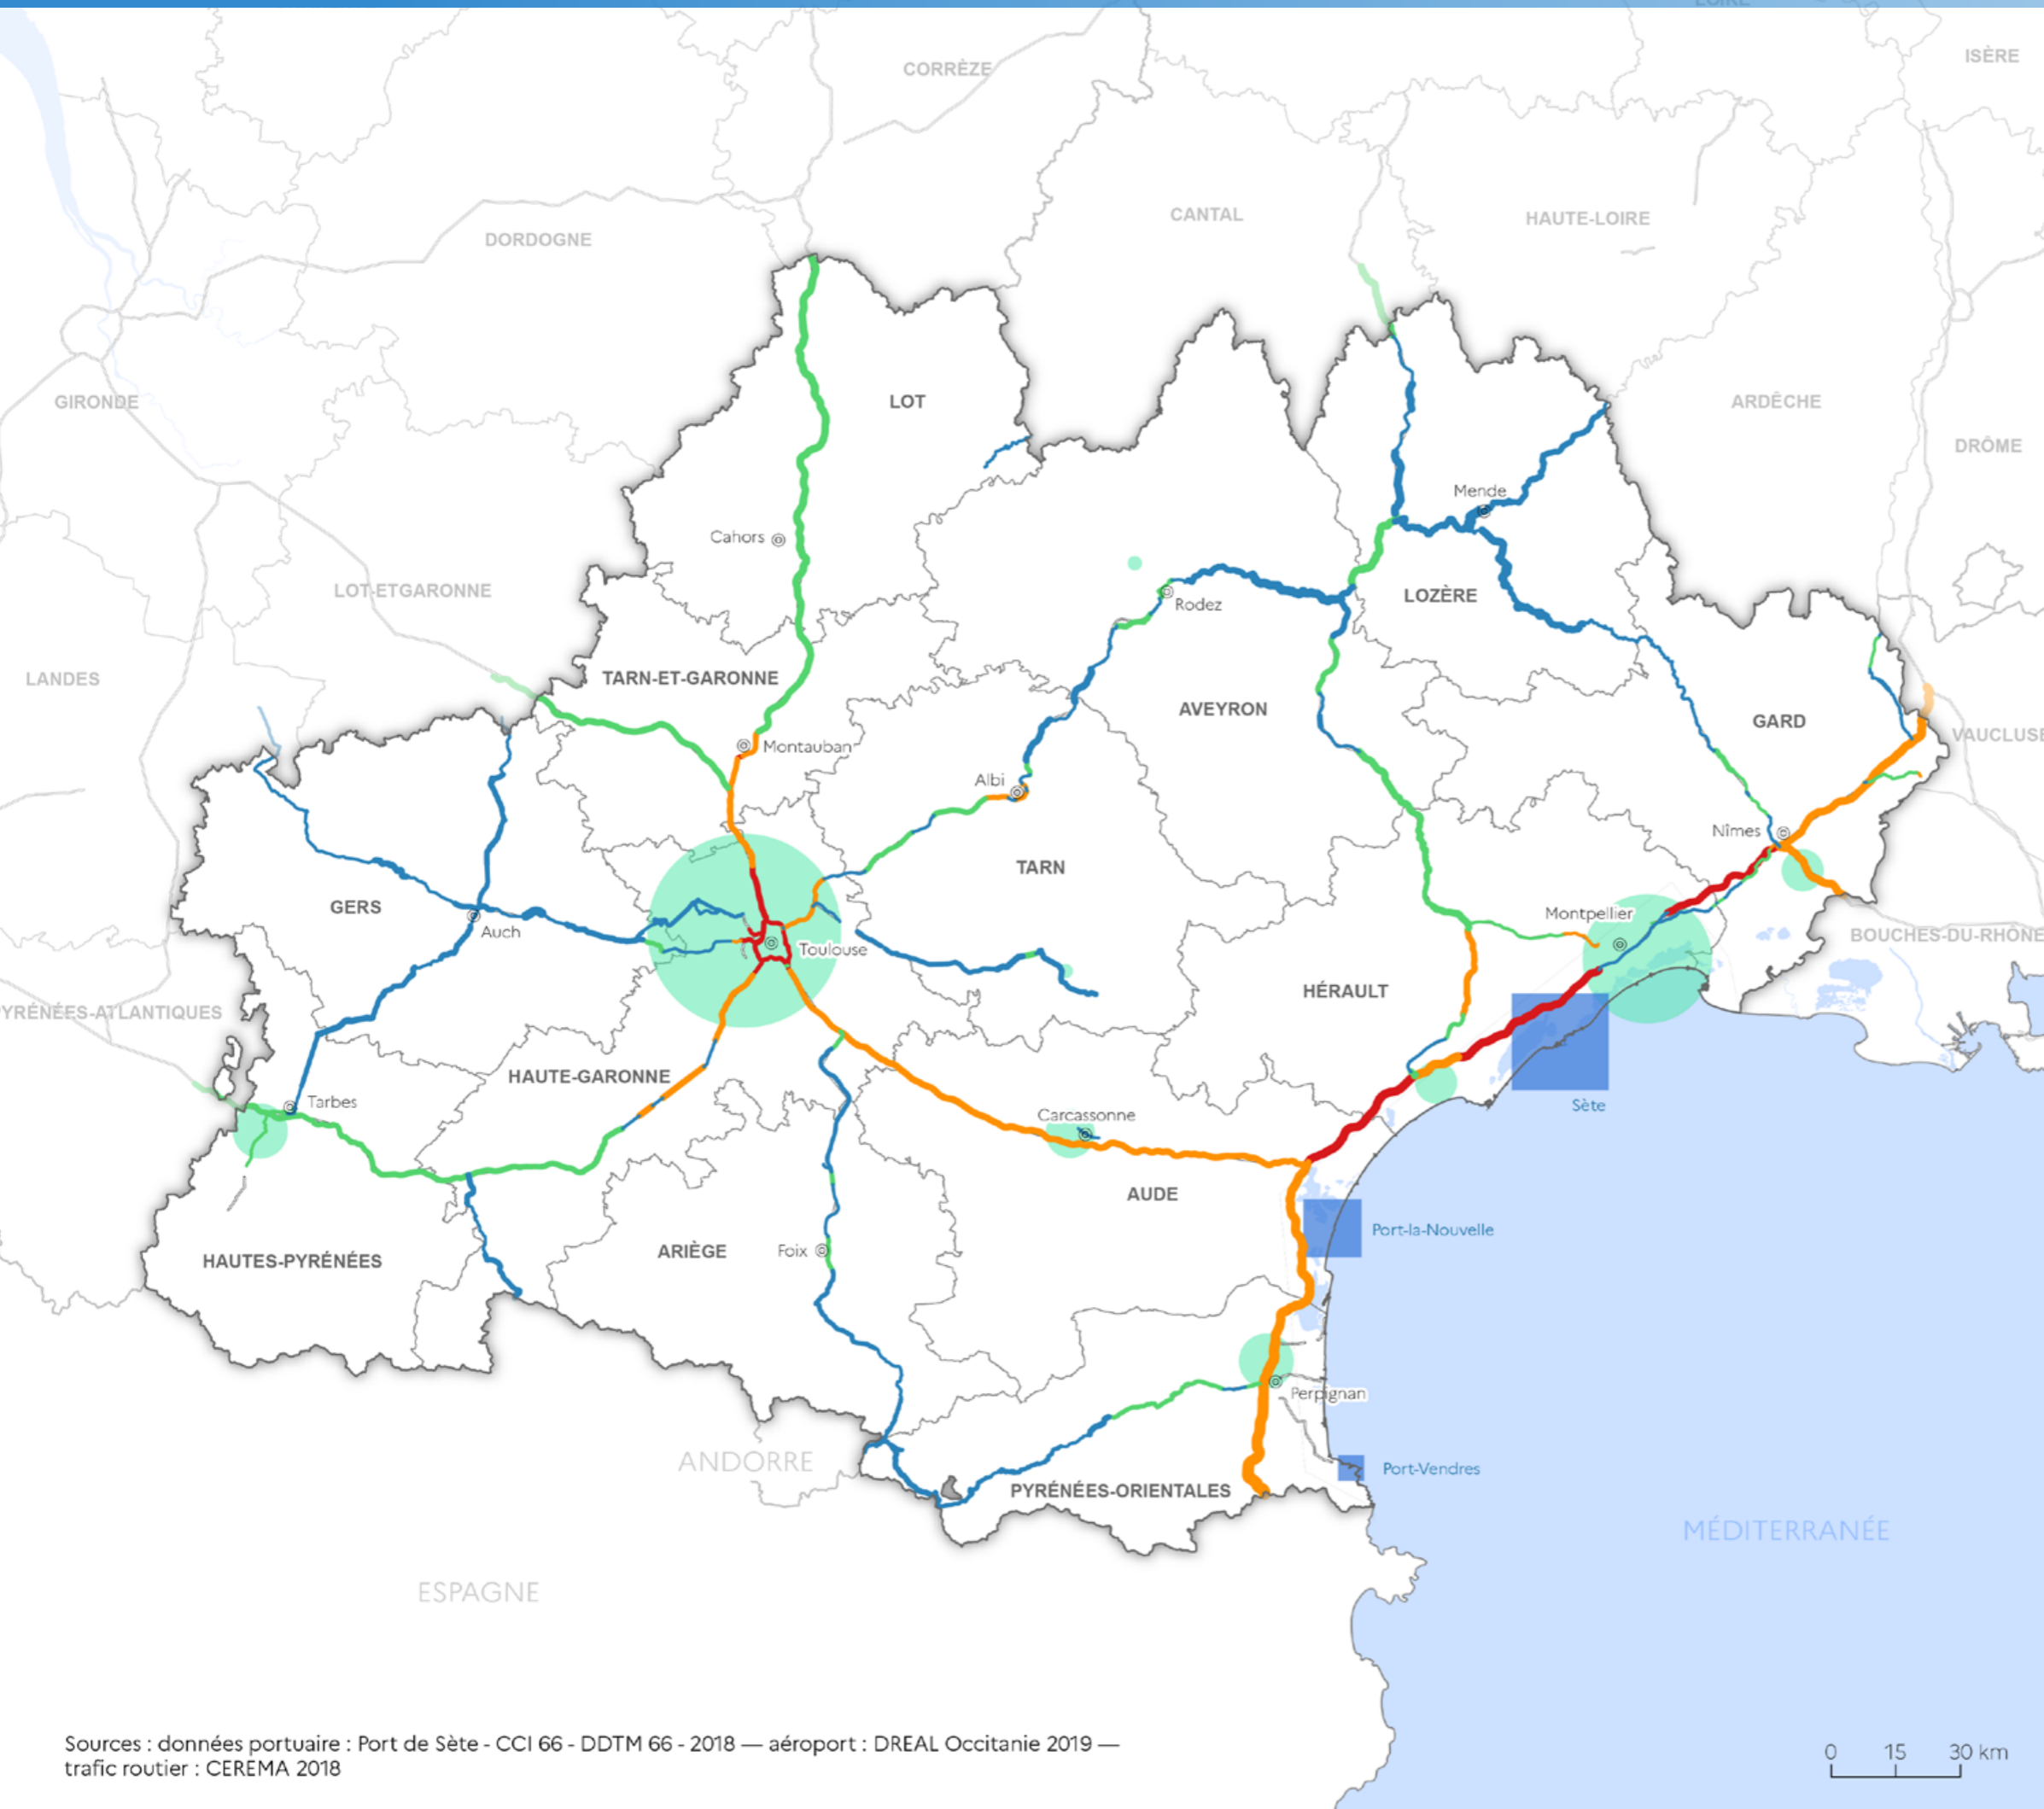 LOIRE
CORRÈZE
ISÈRE
CANTAL
HAUTE-LOIRE
DORDOGNE
GIRONDE
LOT
ARDÈCHE
DRÔME
Mende
Cahors
LOT-ETGARONNE
LOZÈRE
Rodez
LANDES
TARN-ET-GARONNE
AVEYRON
GARD
VAUCLUSE
Montauban
Albi
Nîmes
TARN
GERS
Montpellier
Auch
Toulouse
BOUCHES-DU-RHÔNE
HÉRAULT
PYRÉNÉES-ATLANTIQUES
HAUTE-GARONNE
Tarbes
Carcassonne
Sète
AUDE
Port-la-Nouvelle
HAUTES-PYRÉNÉES
ARIÈGE
Foix
Perpignan
ANDORRE
Port-Vendres
PYRÉNÉES-ORIENTALES
MÉDITERRANÉE
ESPAGNE
Sources : données portuaire : Port de Sète - CCI 66 - DDTM 66 - 2018 — aéroport : DREAL Occitanie 2019 —
trafic routier : CEREMA 2018
0 15 30 km